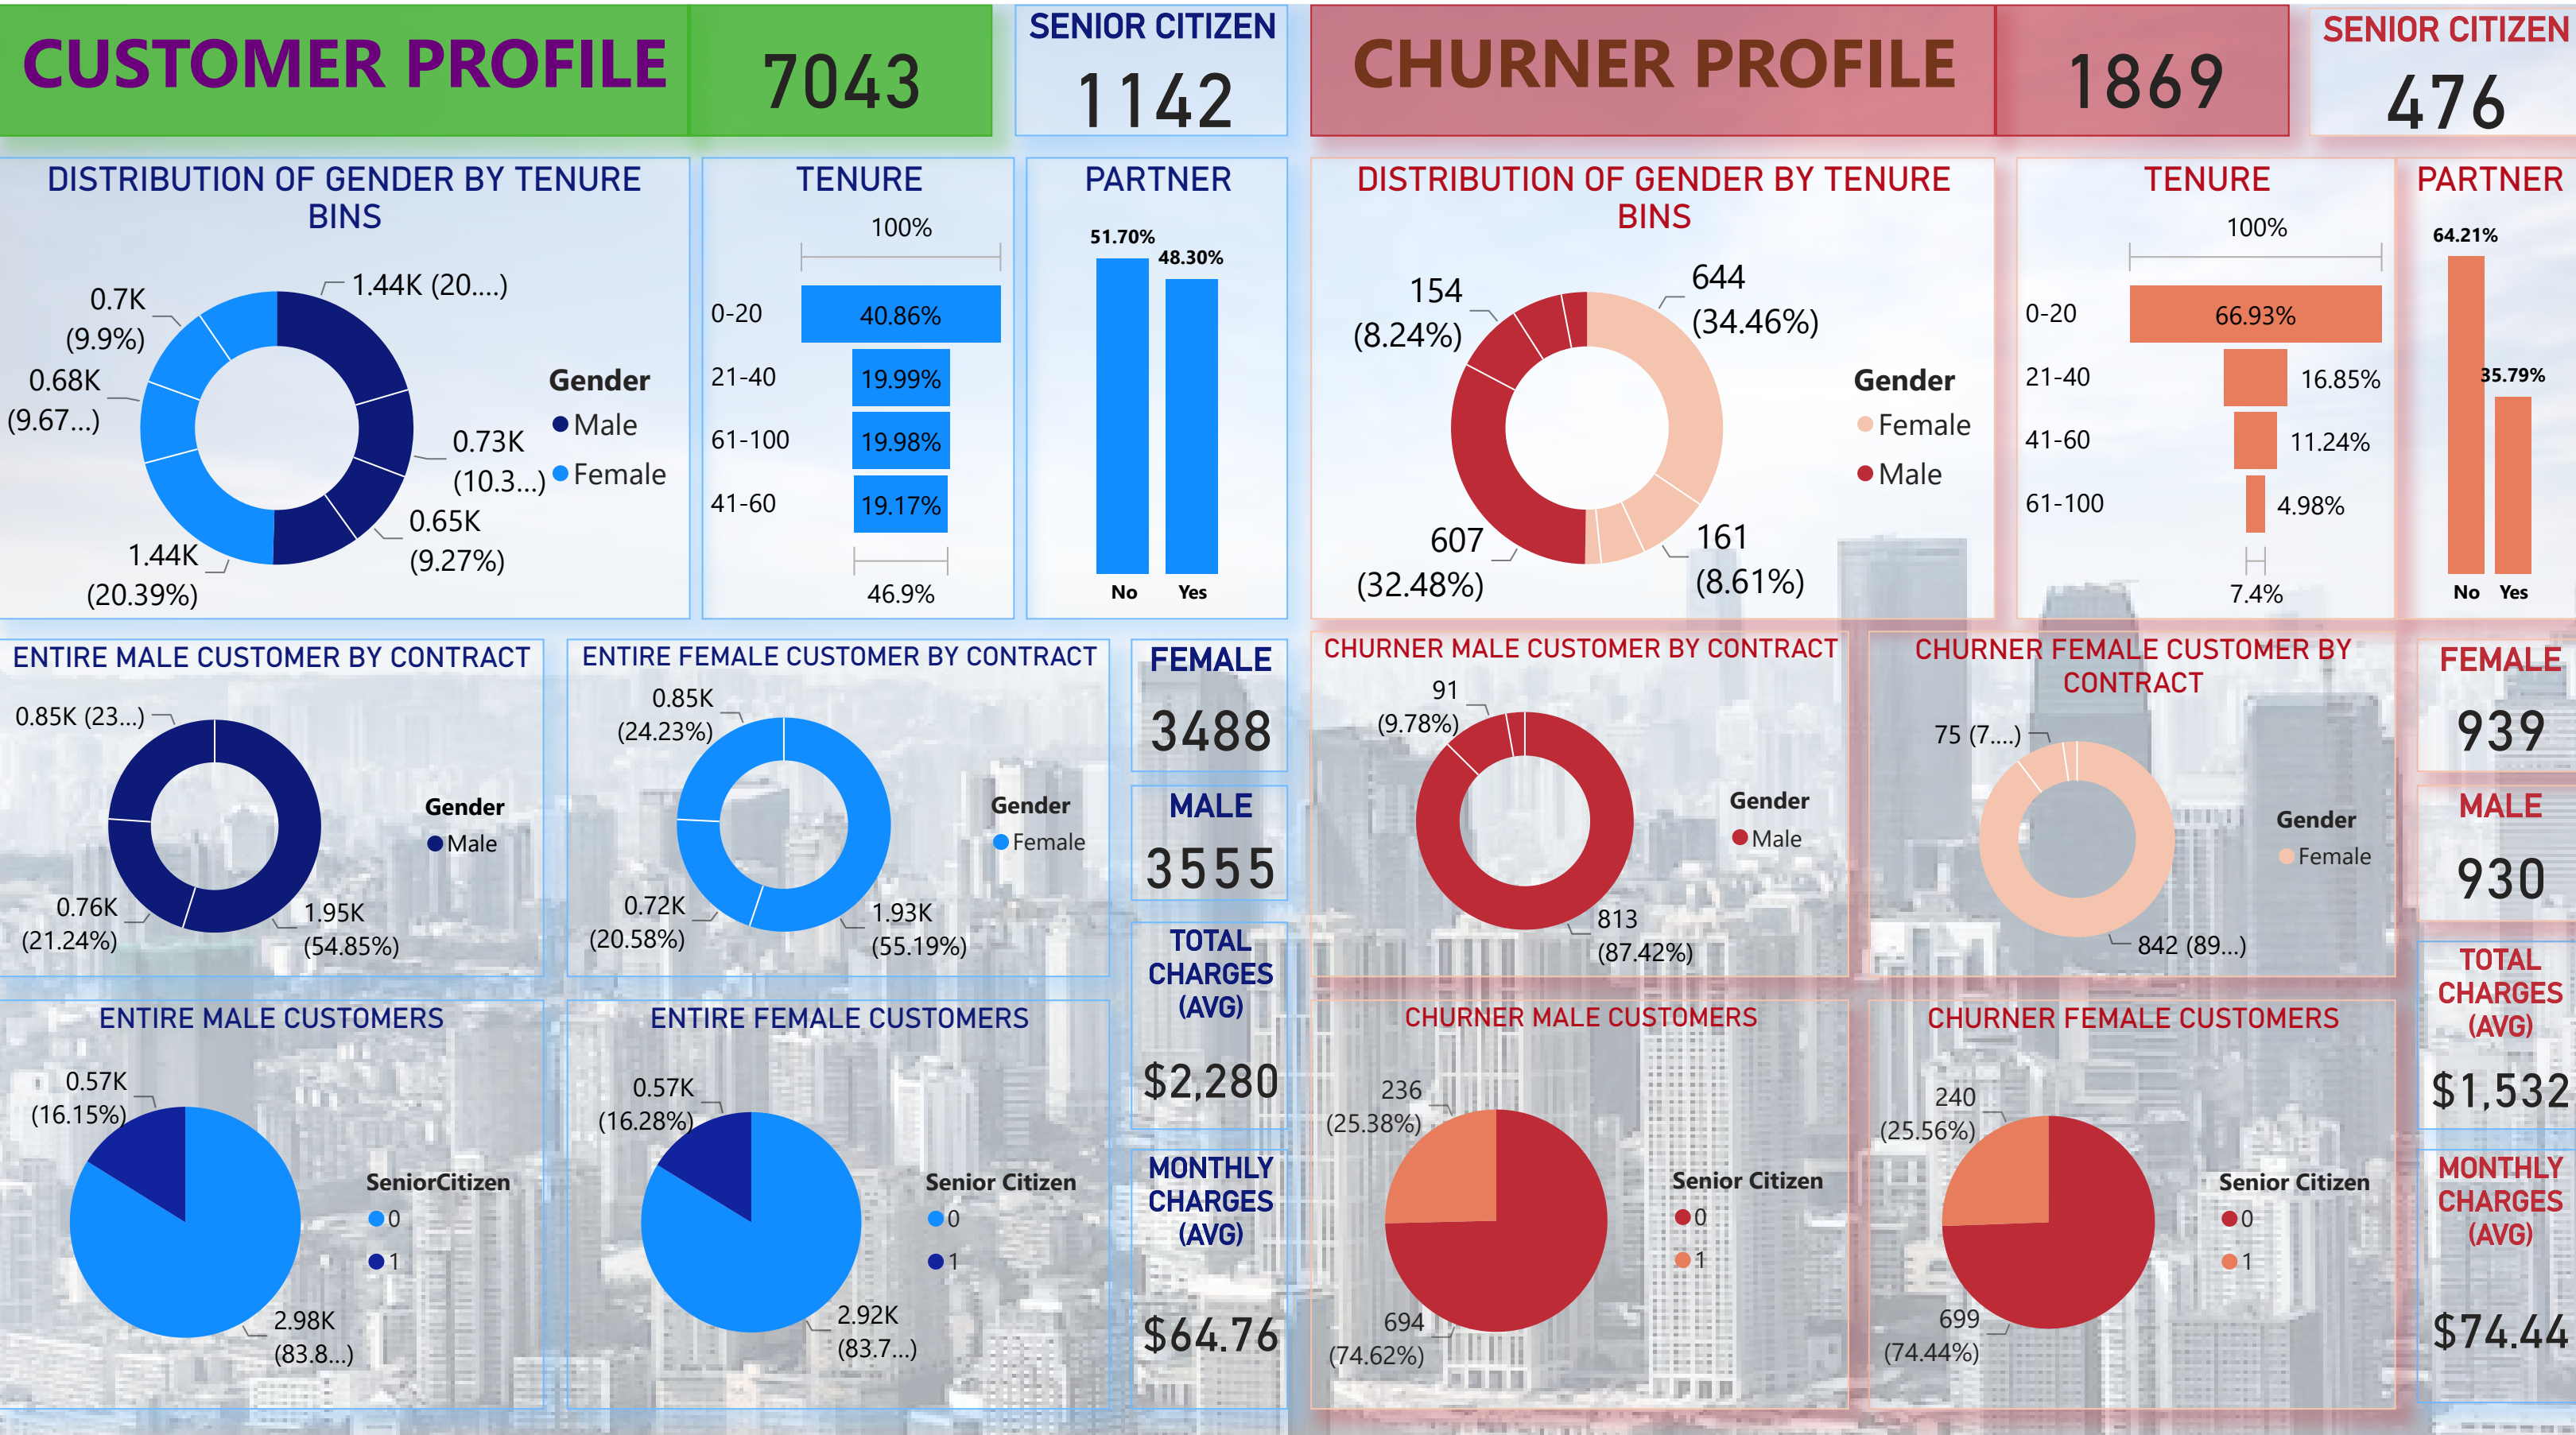 CUSTOMER PROFILE
7043
SENIOR CITIZEN
1142
CHURNER PROFILE
1869
SENIOR CITIZEN
476
DISTRIBUTION OF GENDER BY TENURE
BINS
1.44K (20....)
0.7K
(9.9%)
0.68K
(9.67...)
0.73K
(10.3...)
0.65K
(9.27%)
1.44K
(20.39%)
Gender
Male
Female
TENURE
100%
0-20
40.86%
21-40
19.99%
61-100
19.98%
41-60
19.17%
46.9%
PARTNER
51.70%
48.30%
No
Yes
DISTRIBUTION OF GENDER BY TENURE
BINS
154
(8.24%)
644
(34.46%)
607
(32.48%)
161
(8.61%)
Gender
Female
Male
TENURE
100%
0-20
66.93%
21-40
16.85%
41-60
11.24%
61-100
4.98%
7.4%
PARTNER
64.21%
35.79%
No
Yes
ENTIRE MALE CUSTOMER BY CONTRACT
0.85K (23...)
0.76K
(21.24%)
1.95K
(54.85%)
Gender
Male
ENTIRE FEMALE CUSTOMER BY CONTRACT
0.85K
(24.23%)
0.72K
(20.58%)
1.93K
(55.19%)
Gender
Female
FEMALE
3488
MALE
3555
TOTAL
CHARGES
(AVG)
$2,280
MONTHLY
CHARGES
(AVG)
$64.76
CHURNER MALE CUSTOMER BY CONTRACT
91
(9.78%)
813
(87.42%)
Gender
Male
CHURNER FEMALE CUSTOMER BY
CONTRACT
75 (7....)
842 (89...)
Gender
Female
FEMALE
939
MALE
930
TOTAL
CHARGES
(AVG)
$1,532
MONTHLY
CHARGES
(AVG)
$74.44
ENTIRE MALE CUSTOMERS
0.57K
(16.15%)
2.98K
(83.8...)
SeniorCitizen
0
1
ENTIRE FEMALE CUSTOMERS
0.57K
(16.28%)
2.92K
(83.7...)
Senior Citizen
0
1
CHURNER MALE CUSTOMERS
236
(25.38%)
694
(74.62%)
Senior Citizen
0
1
CHURNER FEMALE CUSTOMERS
240
(25.56%)
699
(74.44%)
Senior Citizen
0
1